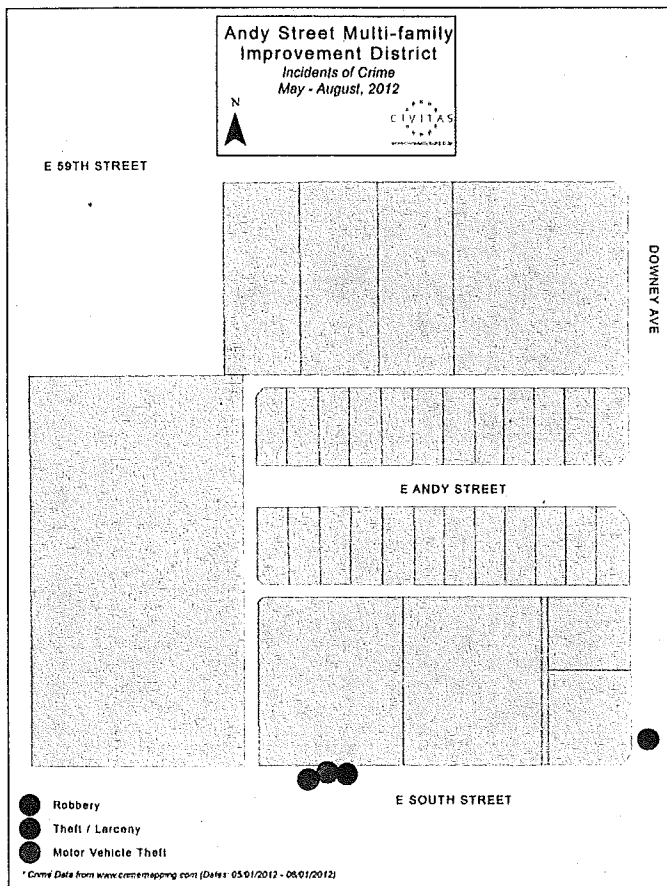 Andy Street Multi-family
Improvement District
Incidents of Crime
May - August, 2012
N
CIVITAS
E 59TH STREET
DOWNEY AVE
E ANDY STREET
E SOUTH STREET
Robbery
Theft / Larceny
Motor Vehicle Theft
* Crime Data from www.crimemapping.com (Dates: 05/01/2012 - 08/01/2012)